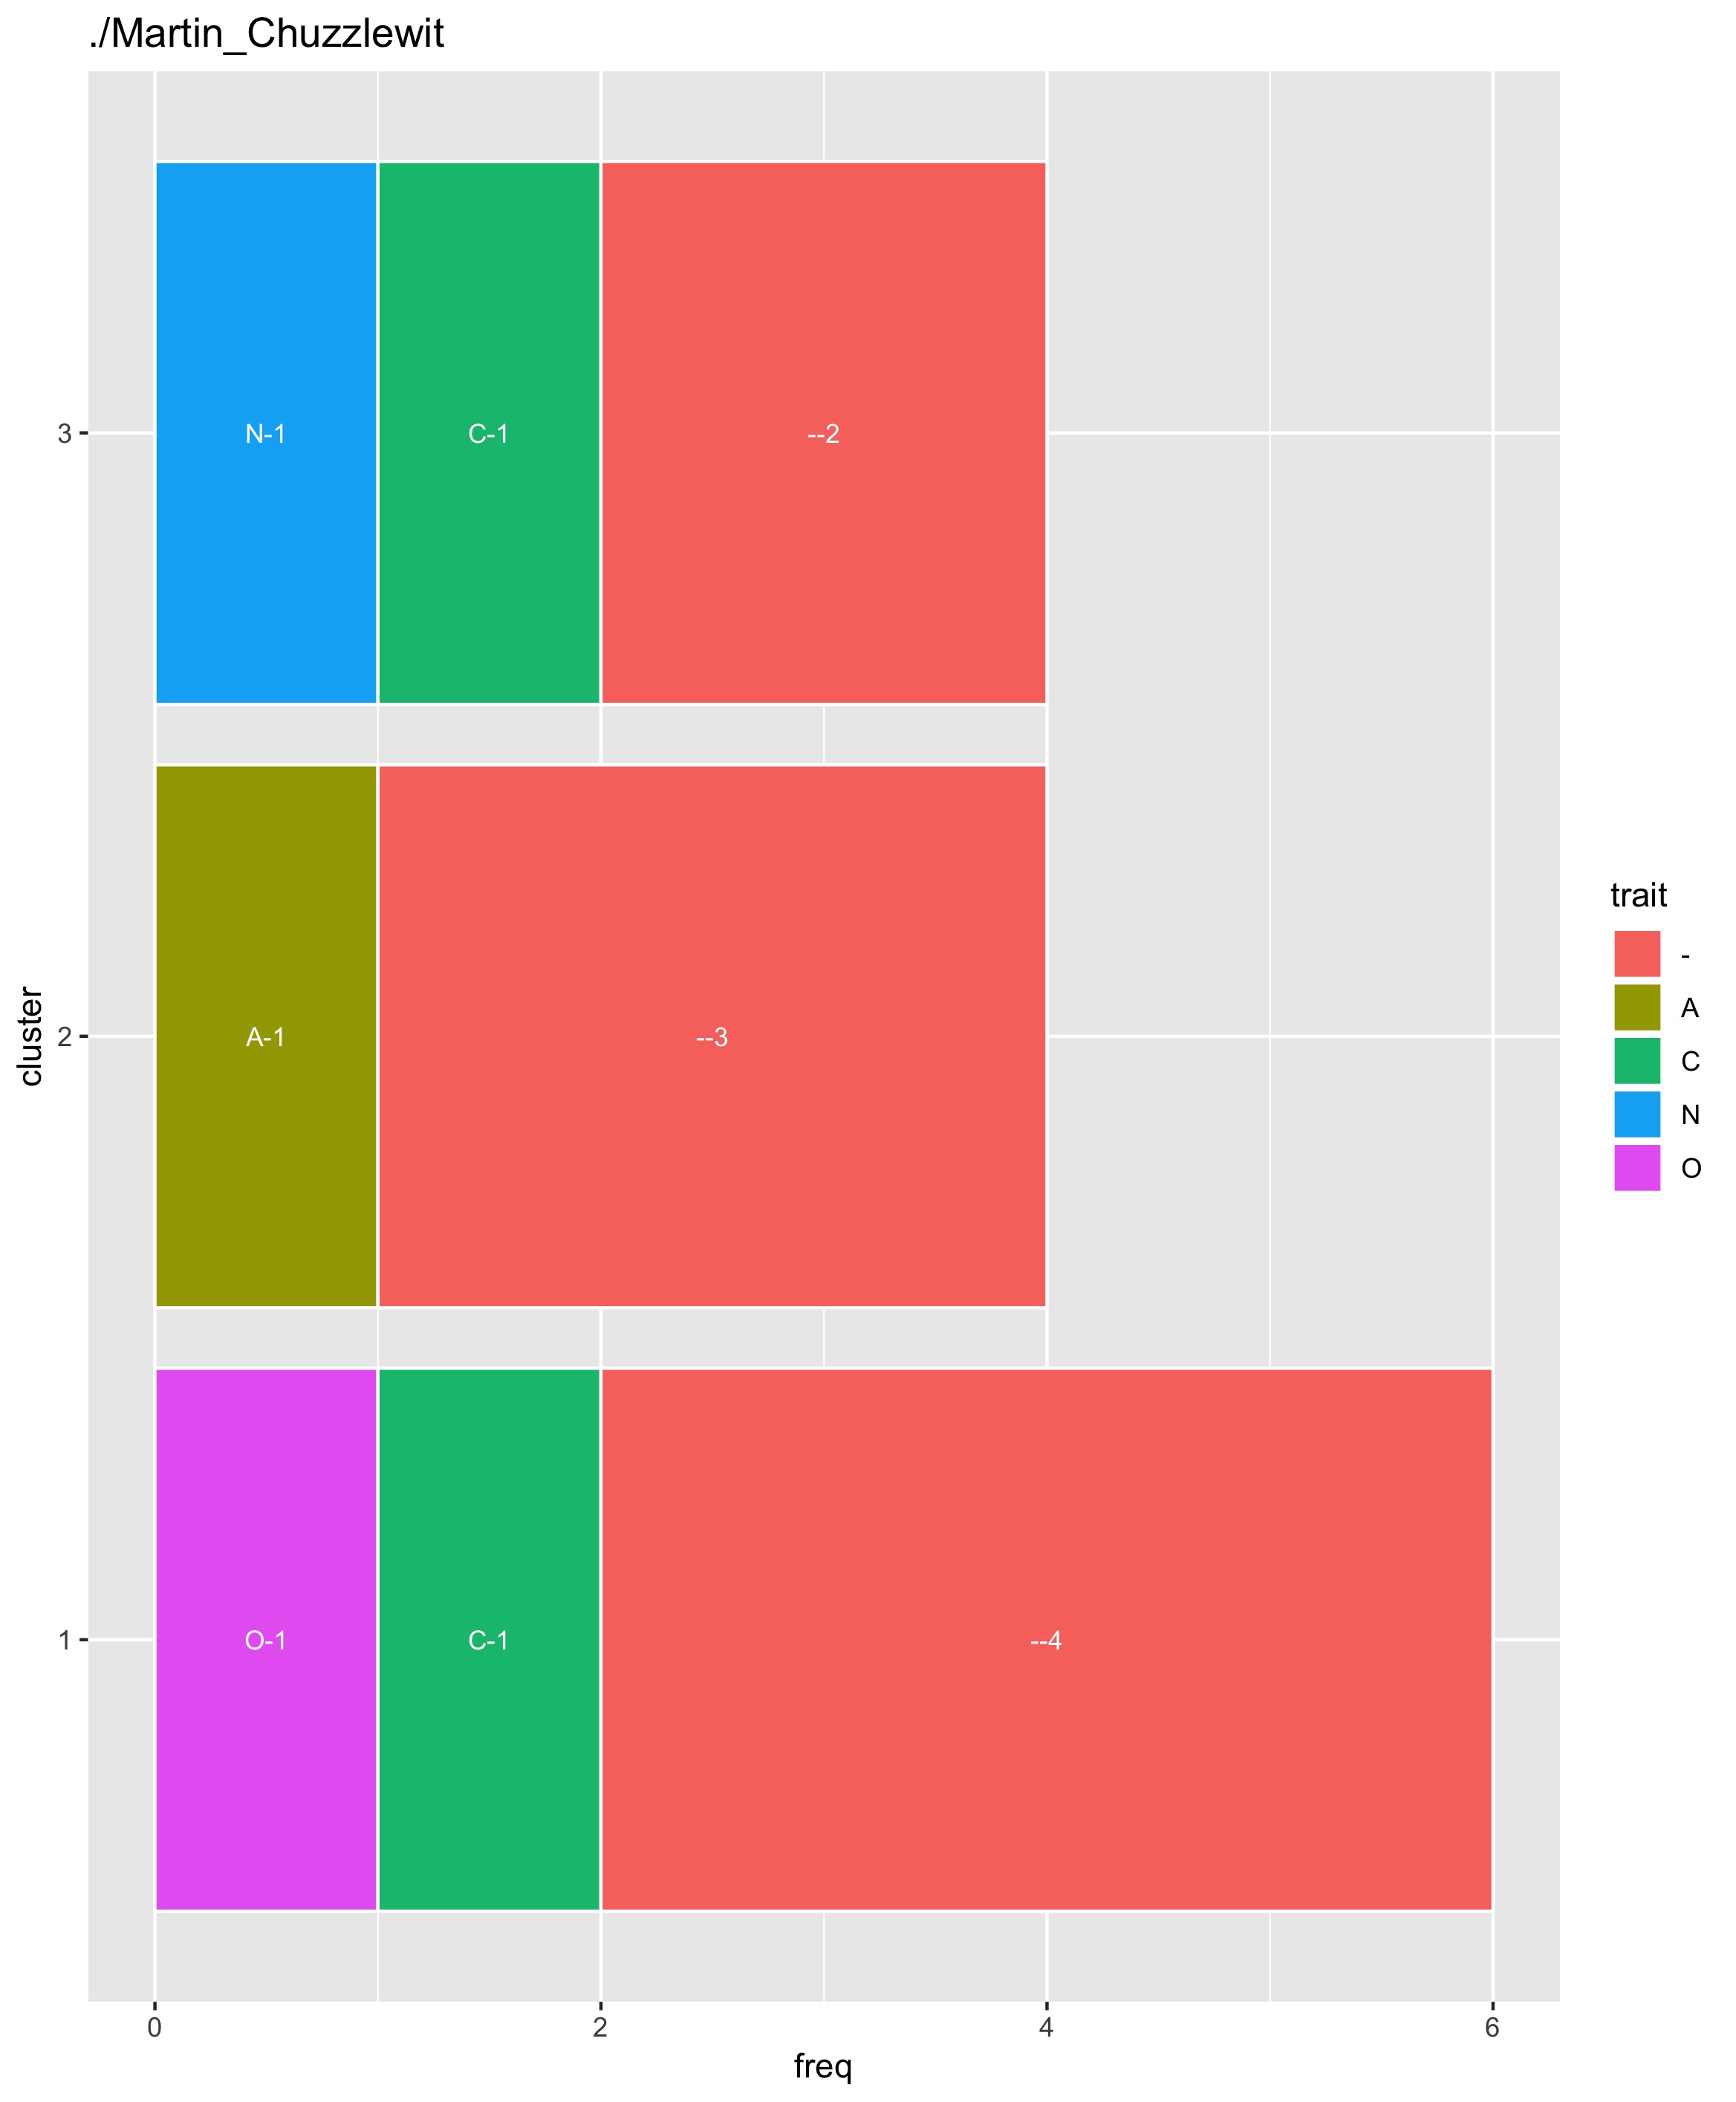 ./Martin_Chuzzlewit
3
N-1
C-1
--2
2
A-1
--3
1
O-1
C-1
--4
cluster
0
2
4
6
freq
trait
-
A
C
N
O